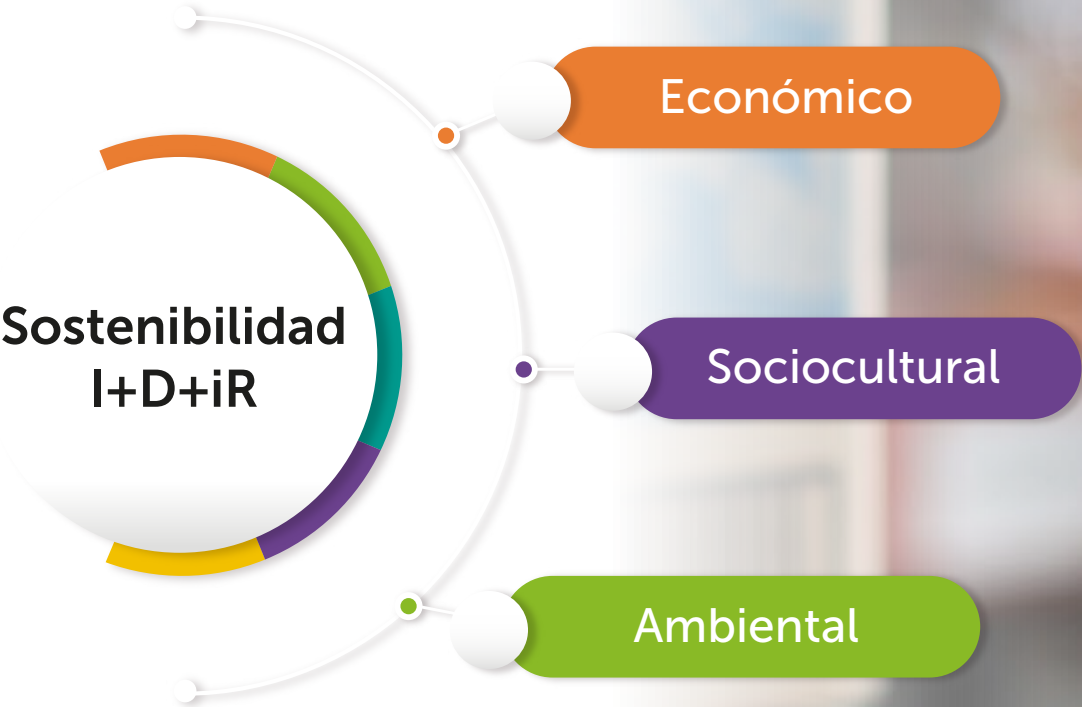 Sostenibilidad
I+D+iR
Económico
Sociocultural
Ambiental